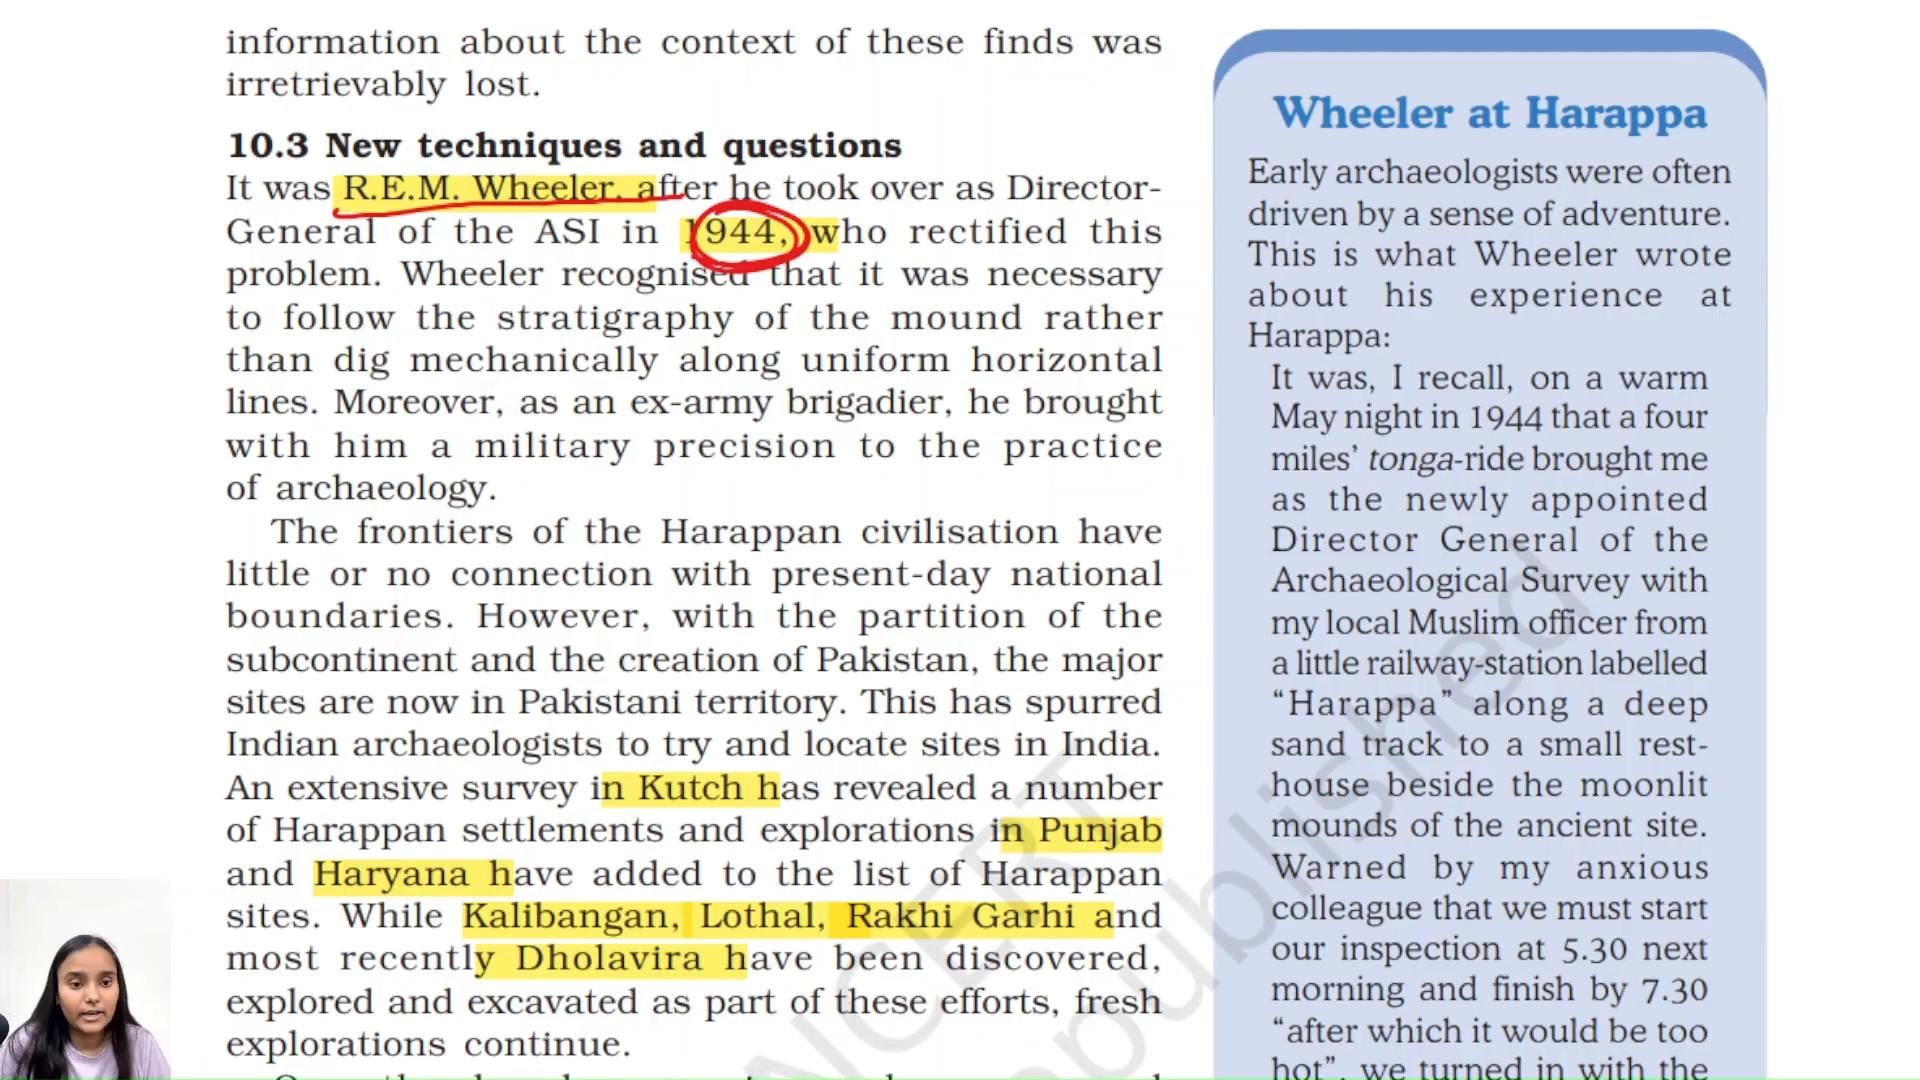 information about the context of these finds was
irretrievably lost.
10.3 New techniques and questions
It was R.E.M. Wheeler, after he took over as Director-
General of the ASI in 1944, who rectified this
problem. Wheeler recognised that it was necessary
to follow the stratigraphy of the mound rather
than dig mechanically along uniform horizontal
lines. Moreover, as an ex-army brigadier, he brought
with him a military precision to the practice
of archaeology.
The frontiers of the Harappan civilisation have
little or no connection with present-day national
boundaries. However, with the partition of the
subcontinent and the creation of Pakistan, the major
sites are now in Pakistani territory. This has spurred
Indian archaeologists to try and locate sites in India.
An extensive survey in Kutch has revealed a number
of Harappan settlements and explorations in Punjab
and Haryana have added to the list of Harappan
sites. While Kalibangan, Lothal, Rakhi Garhi and
most recently Dholavira have been discovered,
explored and excavated as part of these efforts, fresh
explorations continue.
Wheeler at Harappa
Early archaeologists were often
driven by a sense of adventure.
This is what Wheeler wrote
about his experience at
Harappa:
It was, I recall, on a warm
May night in 1944 that a four
miles’ tonga-ride brought me
as the newly appointed
Director General of the
Archaeological Survey with
my local Muslim officer from
a little railway-station labelled
“Harappa” along a deep
sand track to a small rest-
house beside the moonlit
mounds of the ancient site.
Warned by my anxious
colleague that we must start
our inspection at 5.30 next
morning and finish by 7.30
“after which it would be too
hot”, we turned in with the
NCERT
republished